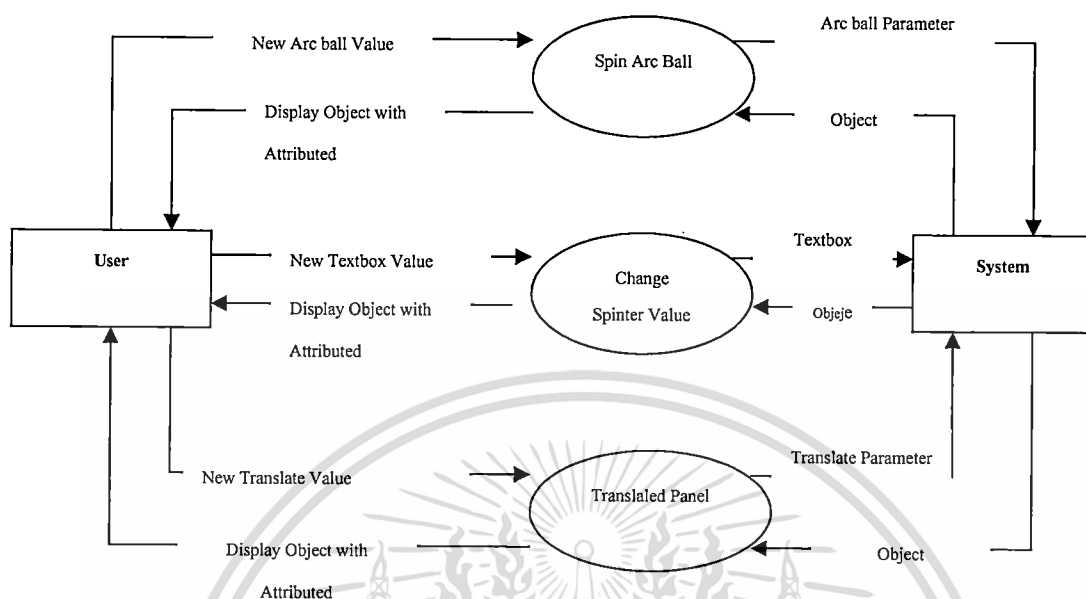 New Arc ball Value
Spin Arc Ball
Arc ball Parameter
Display Object with
Attributed
Object
User
New Textbox Value
Change
Spinter Value
Textbox
System
Display Object with
Attributed
Objeje
New Translate Value
Translaled Panel
Translate Parameter
Display Object with
Attributed
Object